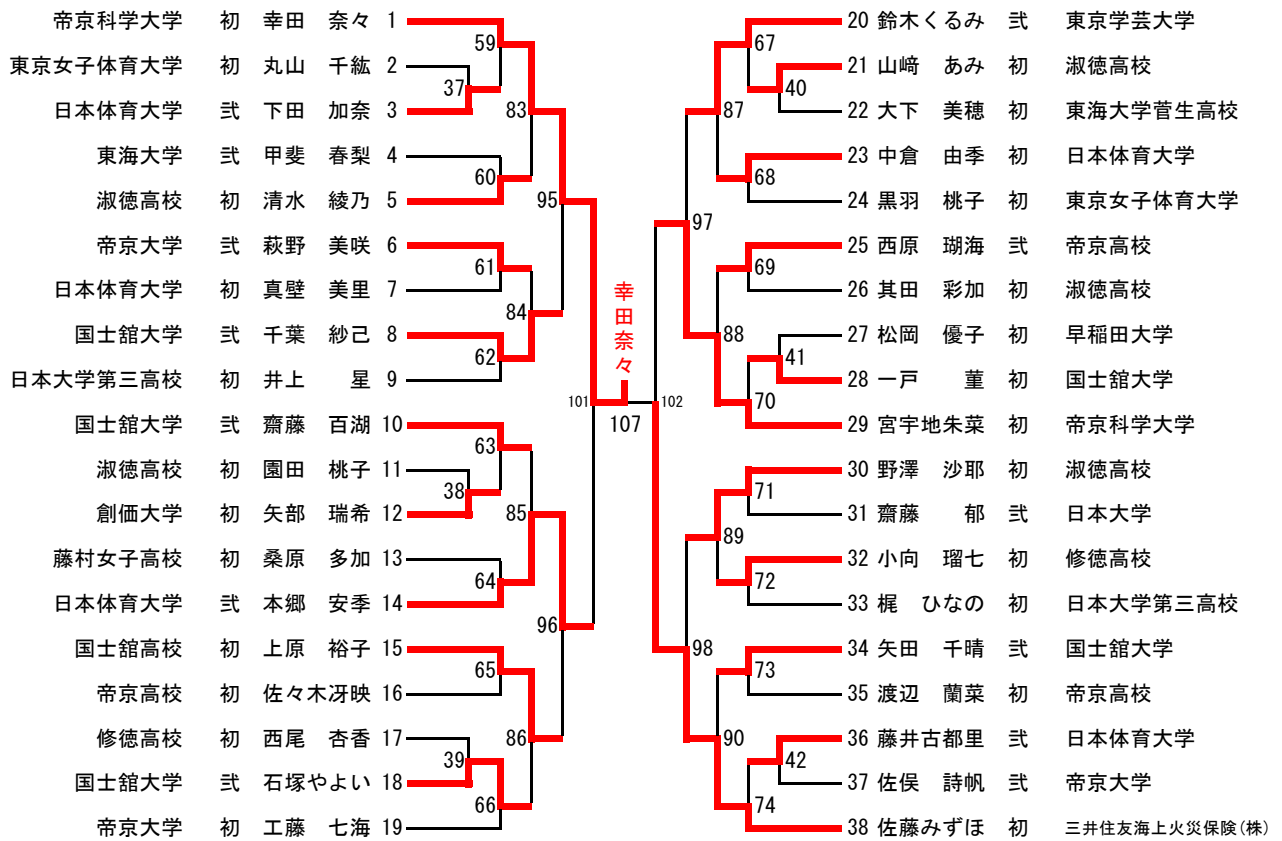 帝京科学大学 初 幸田 奈々 1
東京女子体育大学 初 丸山 千紘 2
日本体育大学 弐 下田 加奈 3
東海大学 弐 甲斐 春梨 4
淑徳高校 初 清水 綾乃 5
帝京大学 弐 萩野 美咲 6
日本体育大学 初 真壁 美里 7
国士舘大学 弐 千葉 紗己 8
日本大学第三高校 初 井上 星 9
国士舘大学 弐 齋藤 百湖 10
淑徳高校 初 園田 桃子 11
創価大学 初 矢部 瑞希 12
藤村女子高校 初 桑原 多加 13
日本体育大学 弐 本郷 安季 14
国士舘高校 初 上原 裕子 15
帝京高校 初 佐々木冴映 16
修徳高校 初 西尾 杏香 17
国士舘大学 弐 石塚やよい 18
帝京大学 初 工藤 七海 19
59
37
83
60
95
61
84
62
63
38
85
64
96
65
86
39
66
幸田奈々
101
107
102
67
40
87
68
97
69
88
41
70
71
89
72
98
73
90
42
74
20 鈴木くるみ 弐 東京学芸大学
21 山﨑 あみ 初 淑徳高校
22 大下 美穂 初 東海大学菅生高校
23 中倉 由季 初 日本体育大学
24 黒羽 桃子 初 東京女子体育大学
25 西原 瑚海 弐 帝京高校
26 其田 彩加 初 淑徳高校
27 松岡 優子 初 早稲田大学
28 一戸 菫 初 国士舘大学
29 宮宇地朱菜 初 帝京科学大学
30 野澤 沙耶 初 淑徳高校
31 齋藤 郁 弐 日本大学
32 小向 瑠七 初 修徳高校
33 梶 ひなの 初 日本大学第三高校
34 矢田 千晴 弐 国士舘大学
35 渡辺 蘭菜 初 帝京高校
36 藤井古都里 弐 日本体育大学
37 佐俣 詩帆 弐 帝京大学
38 佐藤みずほ 初 三井住友海上火災保険(株)